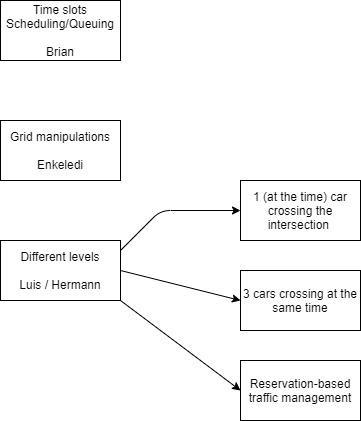 Time slots
Scheduling/Queuing
Brian
Grid manipulations
Enkeledi
Different levels
Luis / Hermann
1 (at the time) car
crossing the
intersection
3 cars crossing at the
same time
Reservation-based
traffic management